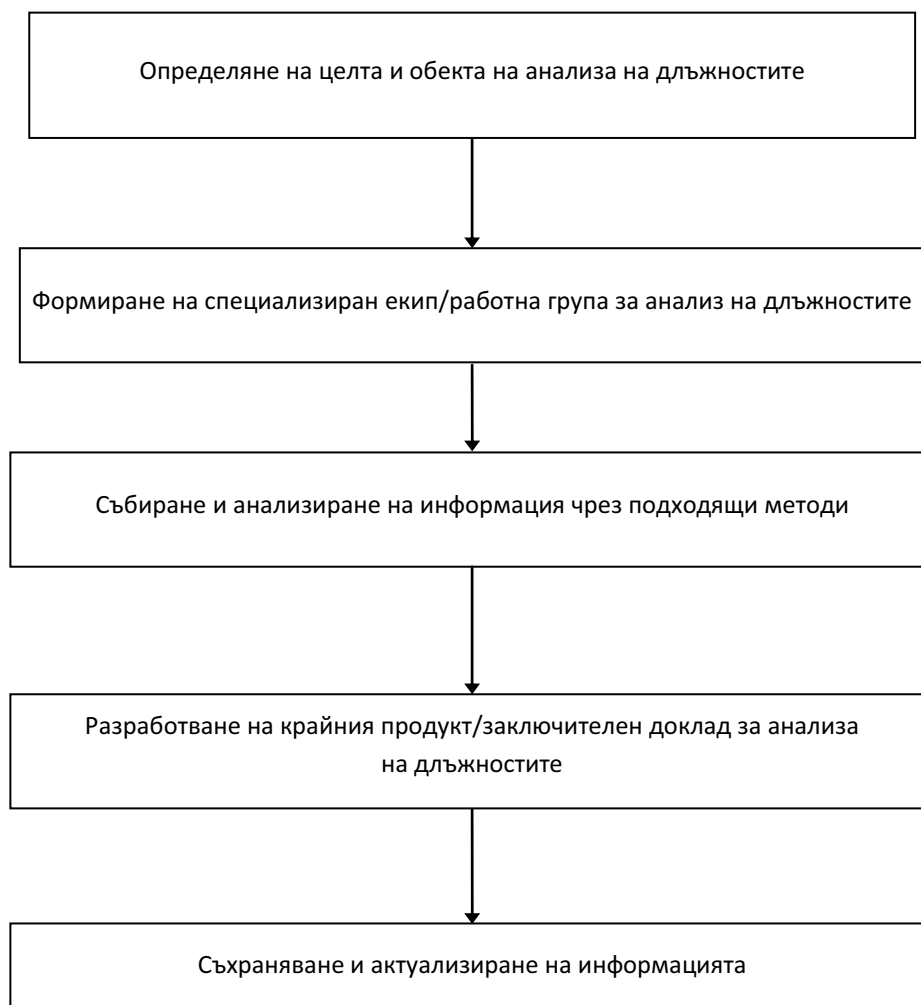 Определяне на целта и обекта на анализа на длъжностите
Формиране на специализиран екип/работна група за анализ на длъжностите
Събиране и анализиране на информация чрез подходящи методи
Разработване на крайния продукт/заключителен доклад за анализа
на длъжностите
Съхраняване и актуализиране на информацията